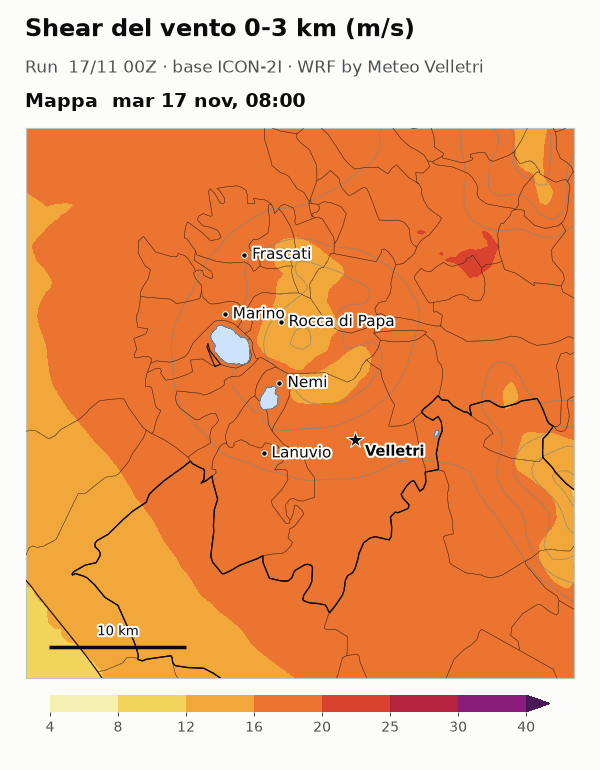 Shear del vento 0-3 km (m/s)
Run  17/11 00Z · base ICON-2I · WRF by Meteo Velletri
Mappa  mar 17 nov, 08:00
Frascati
Marino
Rocca di Papa
Nemi
Velletri
Lanuvio
10 km
4 8 12 16 20 25 30 40